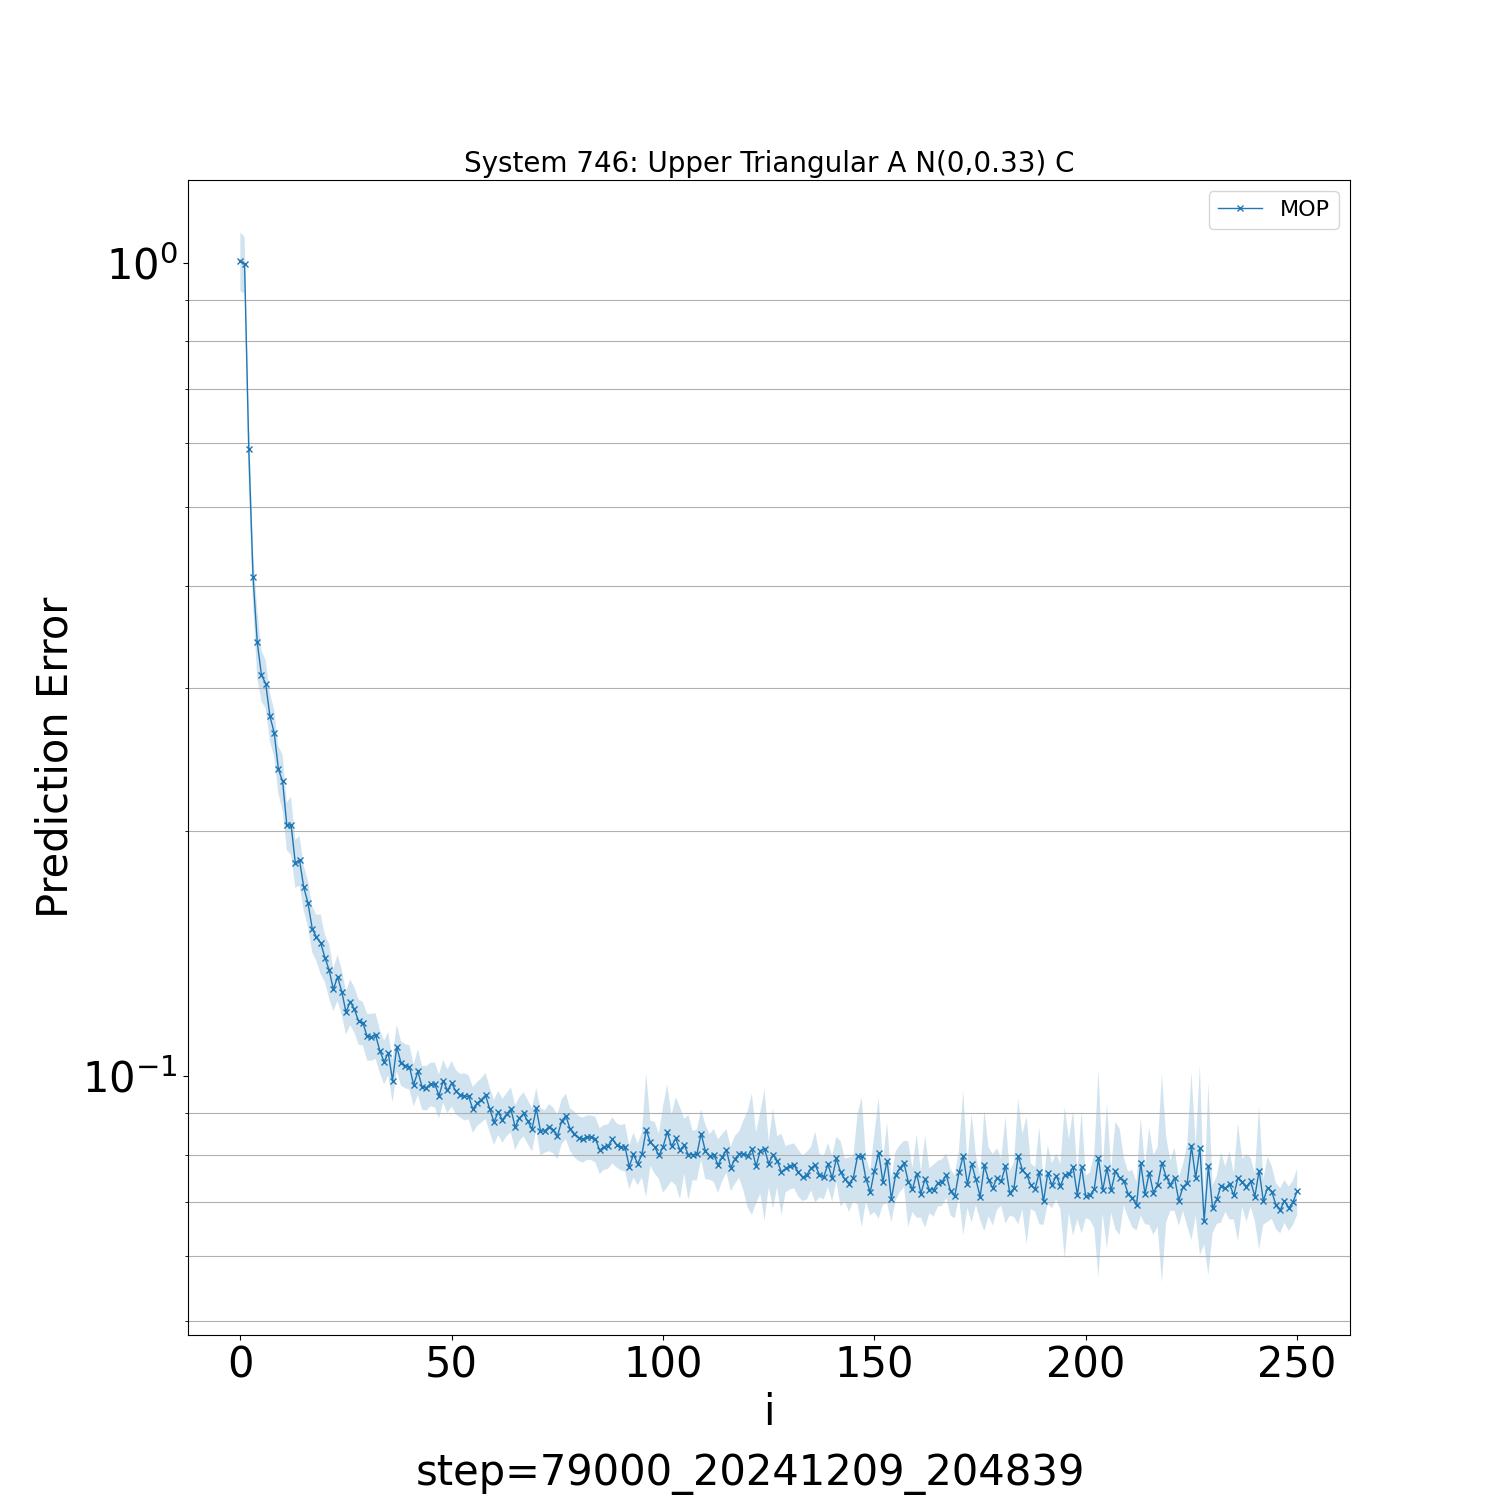 System 746: Upper Triangular A N(0,0.33) C
MOP
10⁰
10⁻¹
Prediction Error
0 50 100 150 200 250
i
step=79000_20241209_204839